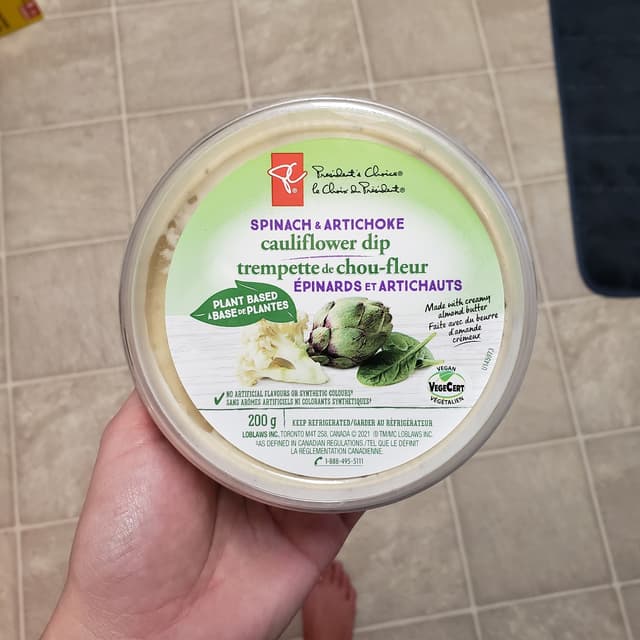 PC
President's Choice®
le Choix du Président®
SPINACH & ARTICHOKE
cauliflower dip
trempette de chou-fleur
ÉPINARDS ET ARTICHAUTS
PLANT BASED
À BASE DE PLANTES
Made with creamy
almond butter
Faite avec du beurre
d'amande
crémeux
VEGAN
VEGECERT
VÉGÉTALIEN
NO ARTIFICIAL FLAVOURS OR SYNTHETIC COLOURS‡
SANS ARÔMES ARTIFICIELS NI COLORANTS SYNTHÉTIQUES‡
200 g
KEEP REFRIGERATED/GARDER AU RÉFRIGÉRATEUR
LOBLAWS INC., TORONTO M4T 2S8, CANADA © 2021 ®/TM/MC LOBLAWS INC.
‡AS DEFINED IN CANADIAN REGULATIONS./TEL QUE LE DÉFINIT
LA RÉGLEMENTATION CANADIENNE.
1-888-495-5111